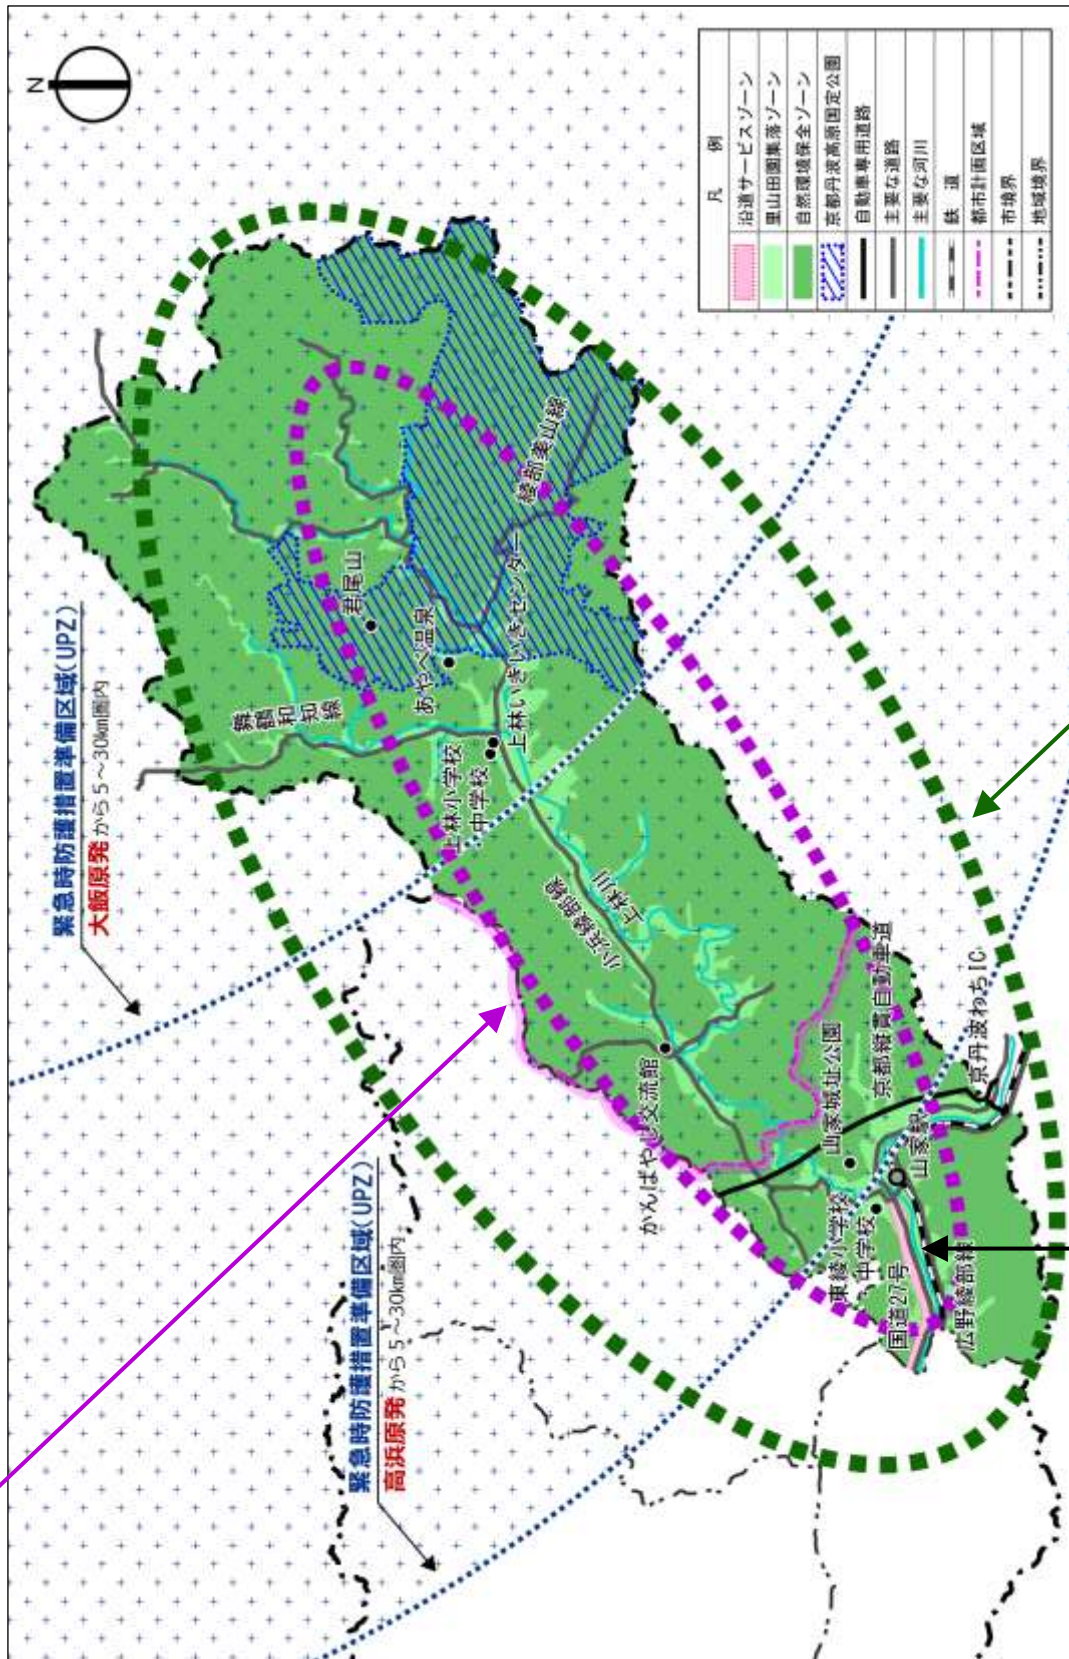 N
緊急時防護措置準備区域(UPZ)
大飯原発から5～30km圏内
緊急時防護措置準備区域(UPZ)
高浜原発から5～30km圏内
舞鶴和知線
君尾山
あやべ温泉
綾部美山線
上林いきいきセンター
上林小学校
中学校
小浜綾部線
上林川
かんばやし交流館
山家城址公園
京都縦貫自動車道
京丹波わちIC
山家駅
東綾小学校
中学校
国道27号
広野綾部線
凡　例
沿道サービスゾーン
里山田園集落ゾーン
自然環境保全ゾーン
京都丹波高原国定公園
自動車専用道路
主要な道路
主要な河川
鉄　道
都市計画区域
市境界
地域境界